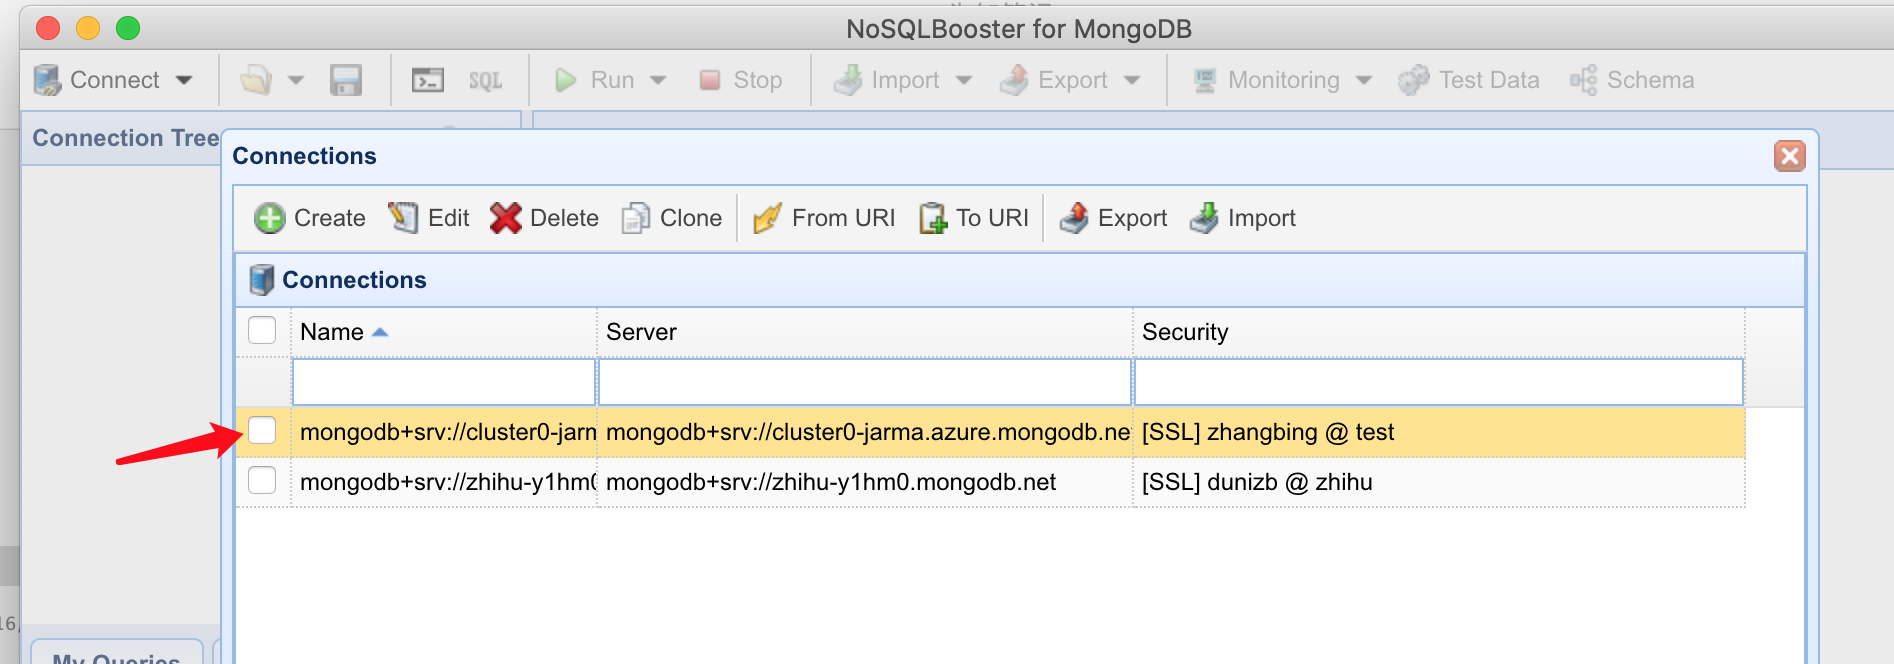 NoSQLBooster for MongoDB
Connect SQL Run Stop Import Export Monitoring Test Data Schema
Connection Tree
Connections
Create Edit Delete Clone From URI To URI Export Import
Connections
Name Server Security
mongodb+srv://cluster0-jarn mongodb+srv://cluster0-jarma.azure.mongodb.ne [SSL] zhangbing @ test
mongodb+srv://zhihu-y1hm0 mongodb+srv://zhihu-y1hm0.mongodb.net [SSL] dunizb @ zhihu
16,
My Queries